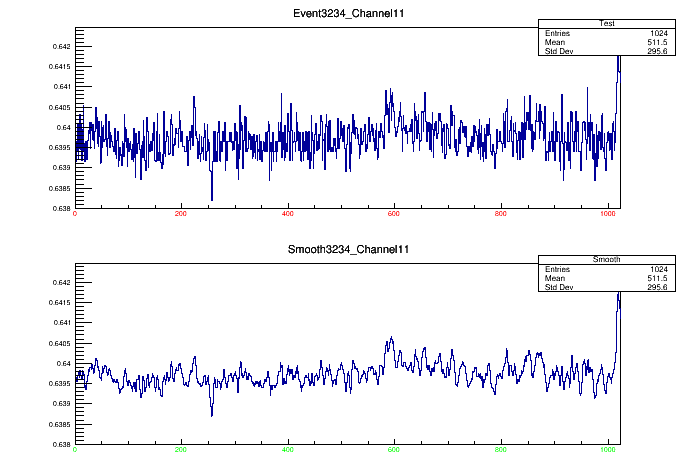 Event3234_Channel11
Test
Entries 1024
Mean 511.5
Std Dev 295.6
0.642
0.6415
0.641
0.6405
0.64
0.6395
0.639
0.6385
0.638
0 200 400 600 800 1000
Smooth3234_Channel11
Smooth
Entries 1024
Mean 511.5
Std Dev 295.6
0.642
0.6415
0.641
0.6405
0.64
0.6395
0.639
0.6385
0.638
0 200 400 600 800 1000